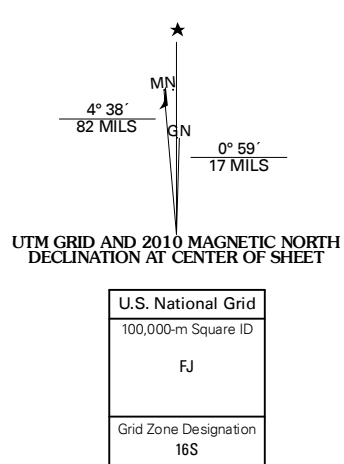 ★
MN
4° 38´
82 MILS
GN
0° 59´
17 MILS
UTM GRID AND 2010 MAGNETIC NORTH
DECLINATION AT CENTER OF SHEET
U.S. National Grid
100,000-m Square ID
FJ
Grid Zone Designation
16S